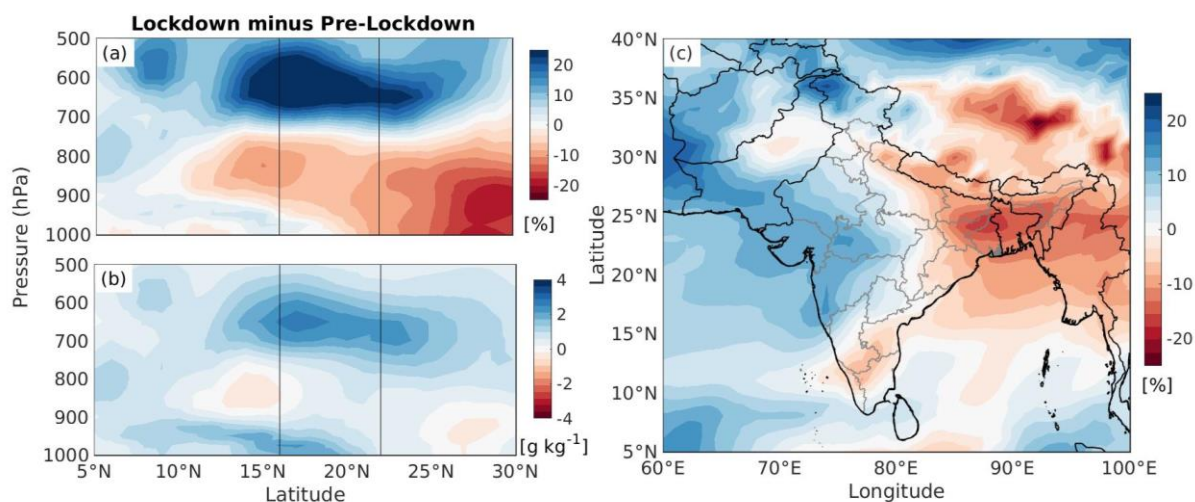 Lockdown minus Pre-Lockdown
(a)
500
600
700
800
900
1000
20
10
0
-10
-20
[%]
Pressure (hPa)
(b)
500
600
700
800
900
1000
4
2
0
-2
-4
[g kg-1]
5°N 10°N 15°N 20°N 25°N 30°N
Latitude
(c)
40°N
35°N
30°N
25°N
20°N
15°N
10°N
5°N
Latitude
60°E 70°E 80°E 90°E 100°E
Longitude
20
10
0
-10
-20
[%]